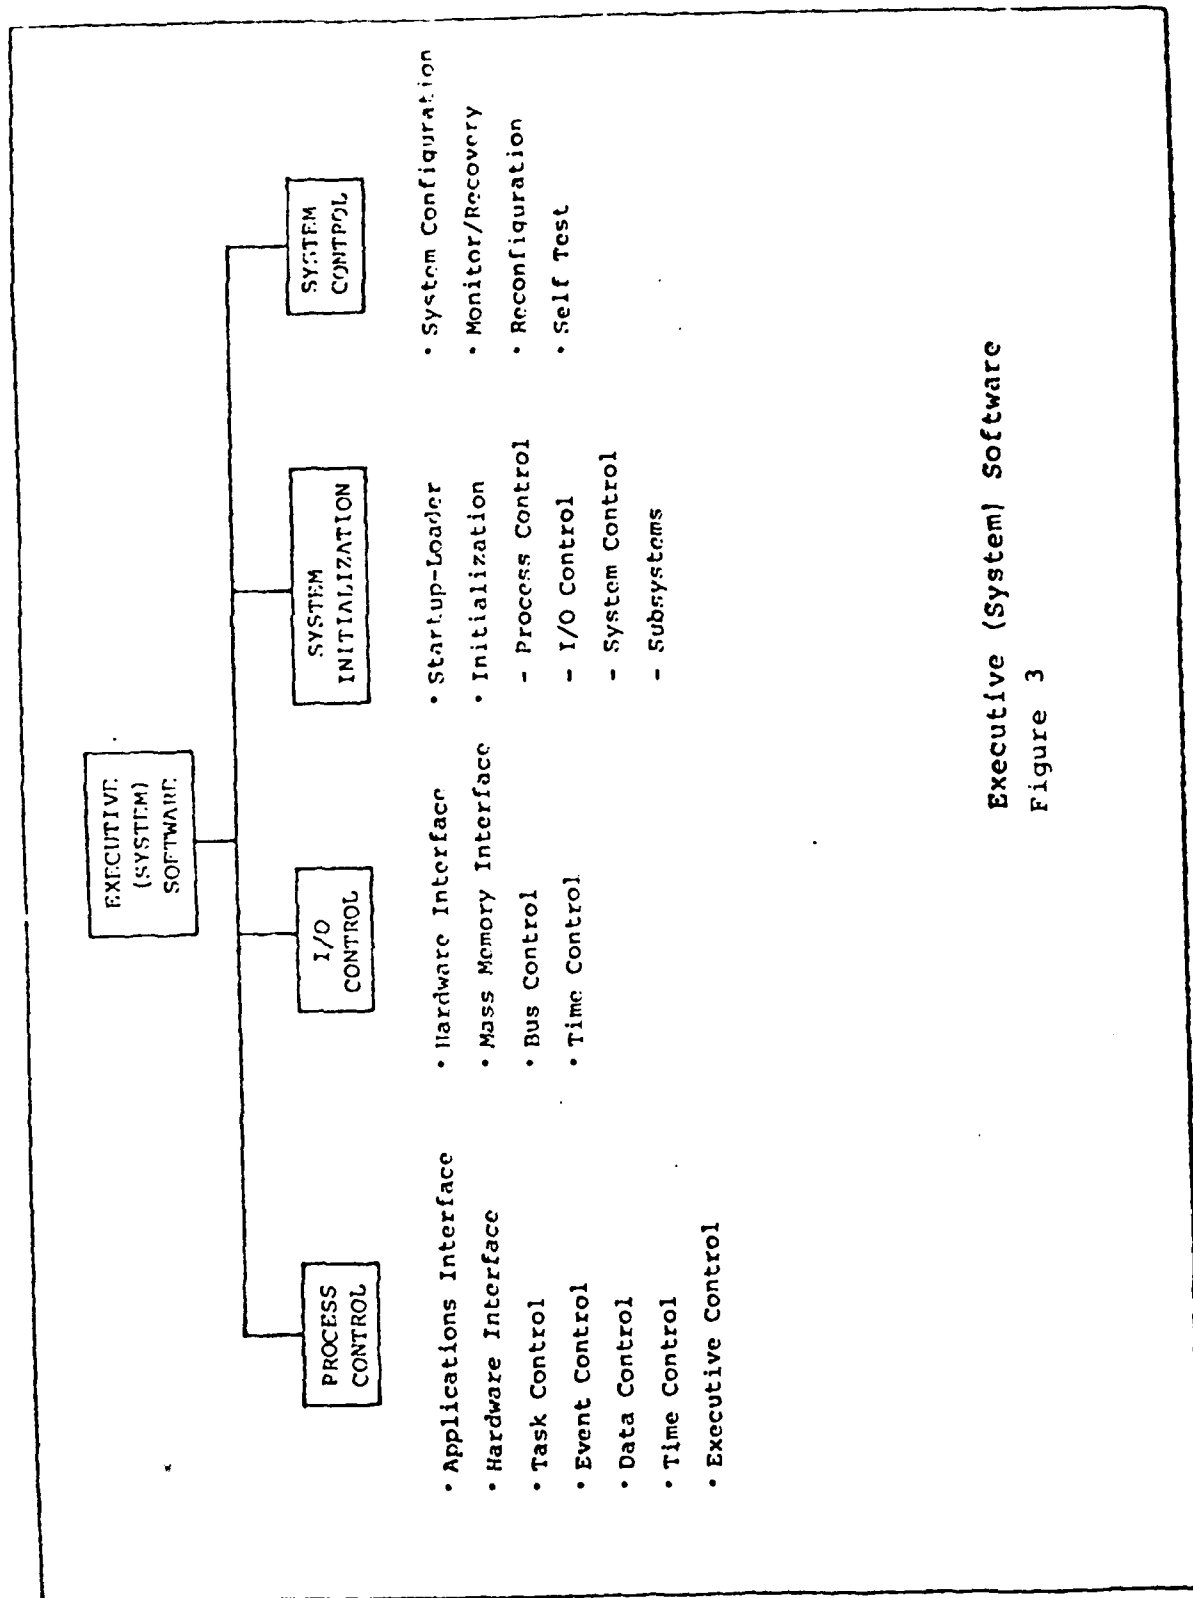 EXECUTIVE
(SYSTEM)
SOFTWARE
PROCESS
CONTROL
• Applications Interface
• Hardware Interface
• Task Control
• Event Control
• Data Control
• Time Control
• Executive Control
I/O
CONTROL
• Hardware Interface
• Mass Memory Interface
• Bus Control
• Time Control
SYSTEM
INITIALIZATION
• Startup-Loader
• Initialization
- Process Control
- I/O Control
- System Control
- Subsystems
SYSTEM
CONTROL
• System Configuration
• Monitor/Recovery
• Reconfiguration
• Self Test
Executive (System) Software
Figure 3